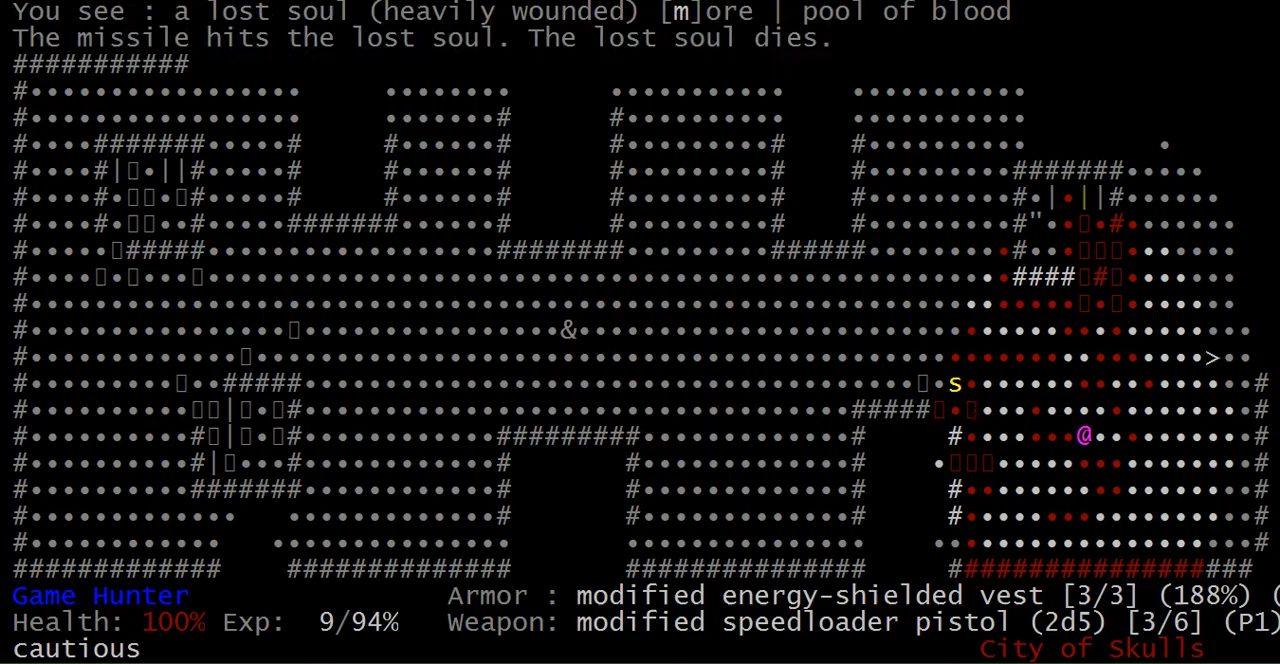 You see : a lost soul (heavily wounded) [m]ore | pool of blood
The missile hits the lost soul. The lost soul dies.
Game Hunter
Armor : modified energy-shielded vest [3/3] (188%) (
Health: 100% Exp: 9/94%
Weapon: modified speedloader pistol (2d5) [3/6] (P1)
cautious
City of Skulls